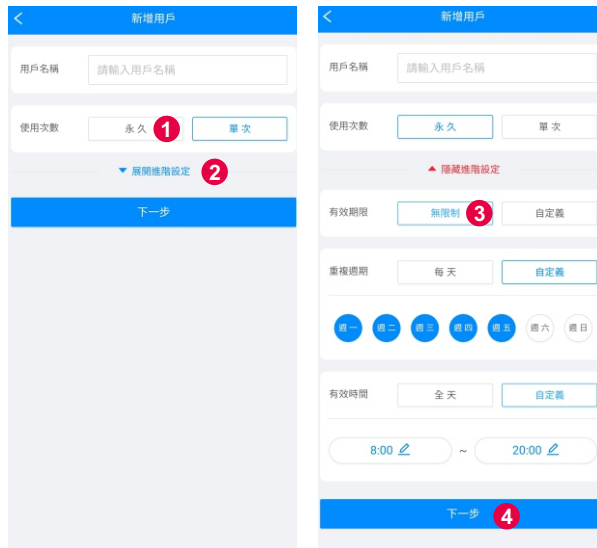 新增用戶
用戶名稱 請輸入用戶名稱
使用次數 永久 1 單次
展開進階設定 2
下一步
新增用戶
用戶名稱 請輸入用戶名稱
使用次數 永久 單次
隱藏進階設定
有效期限 無限制 3 自定義
重複週期 每天 自定義
週一 週二 週三 週四 週五 週六 週日
有效時間 全天 自定義
8:00 ~ 20:00
下一步 4